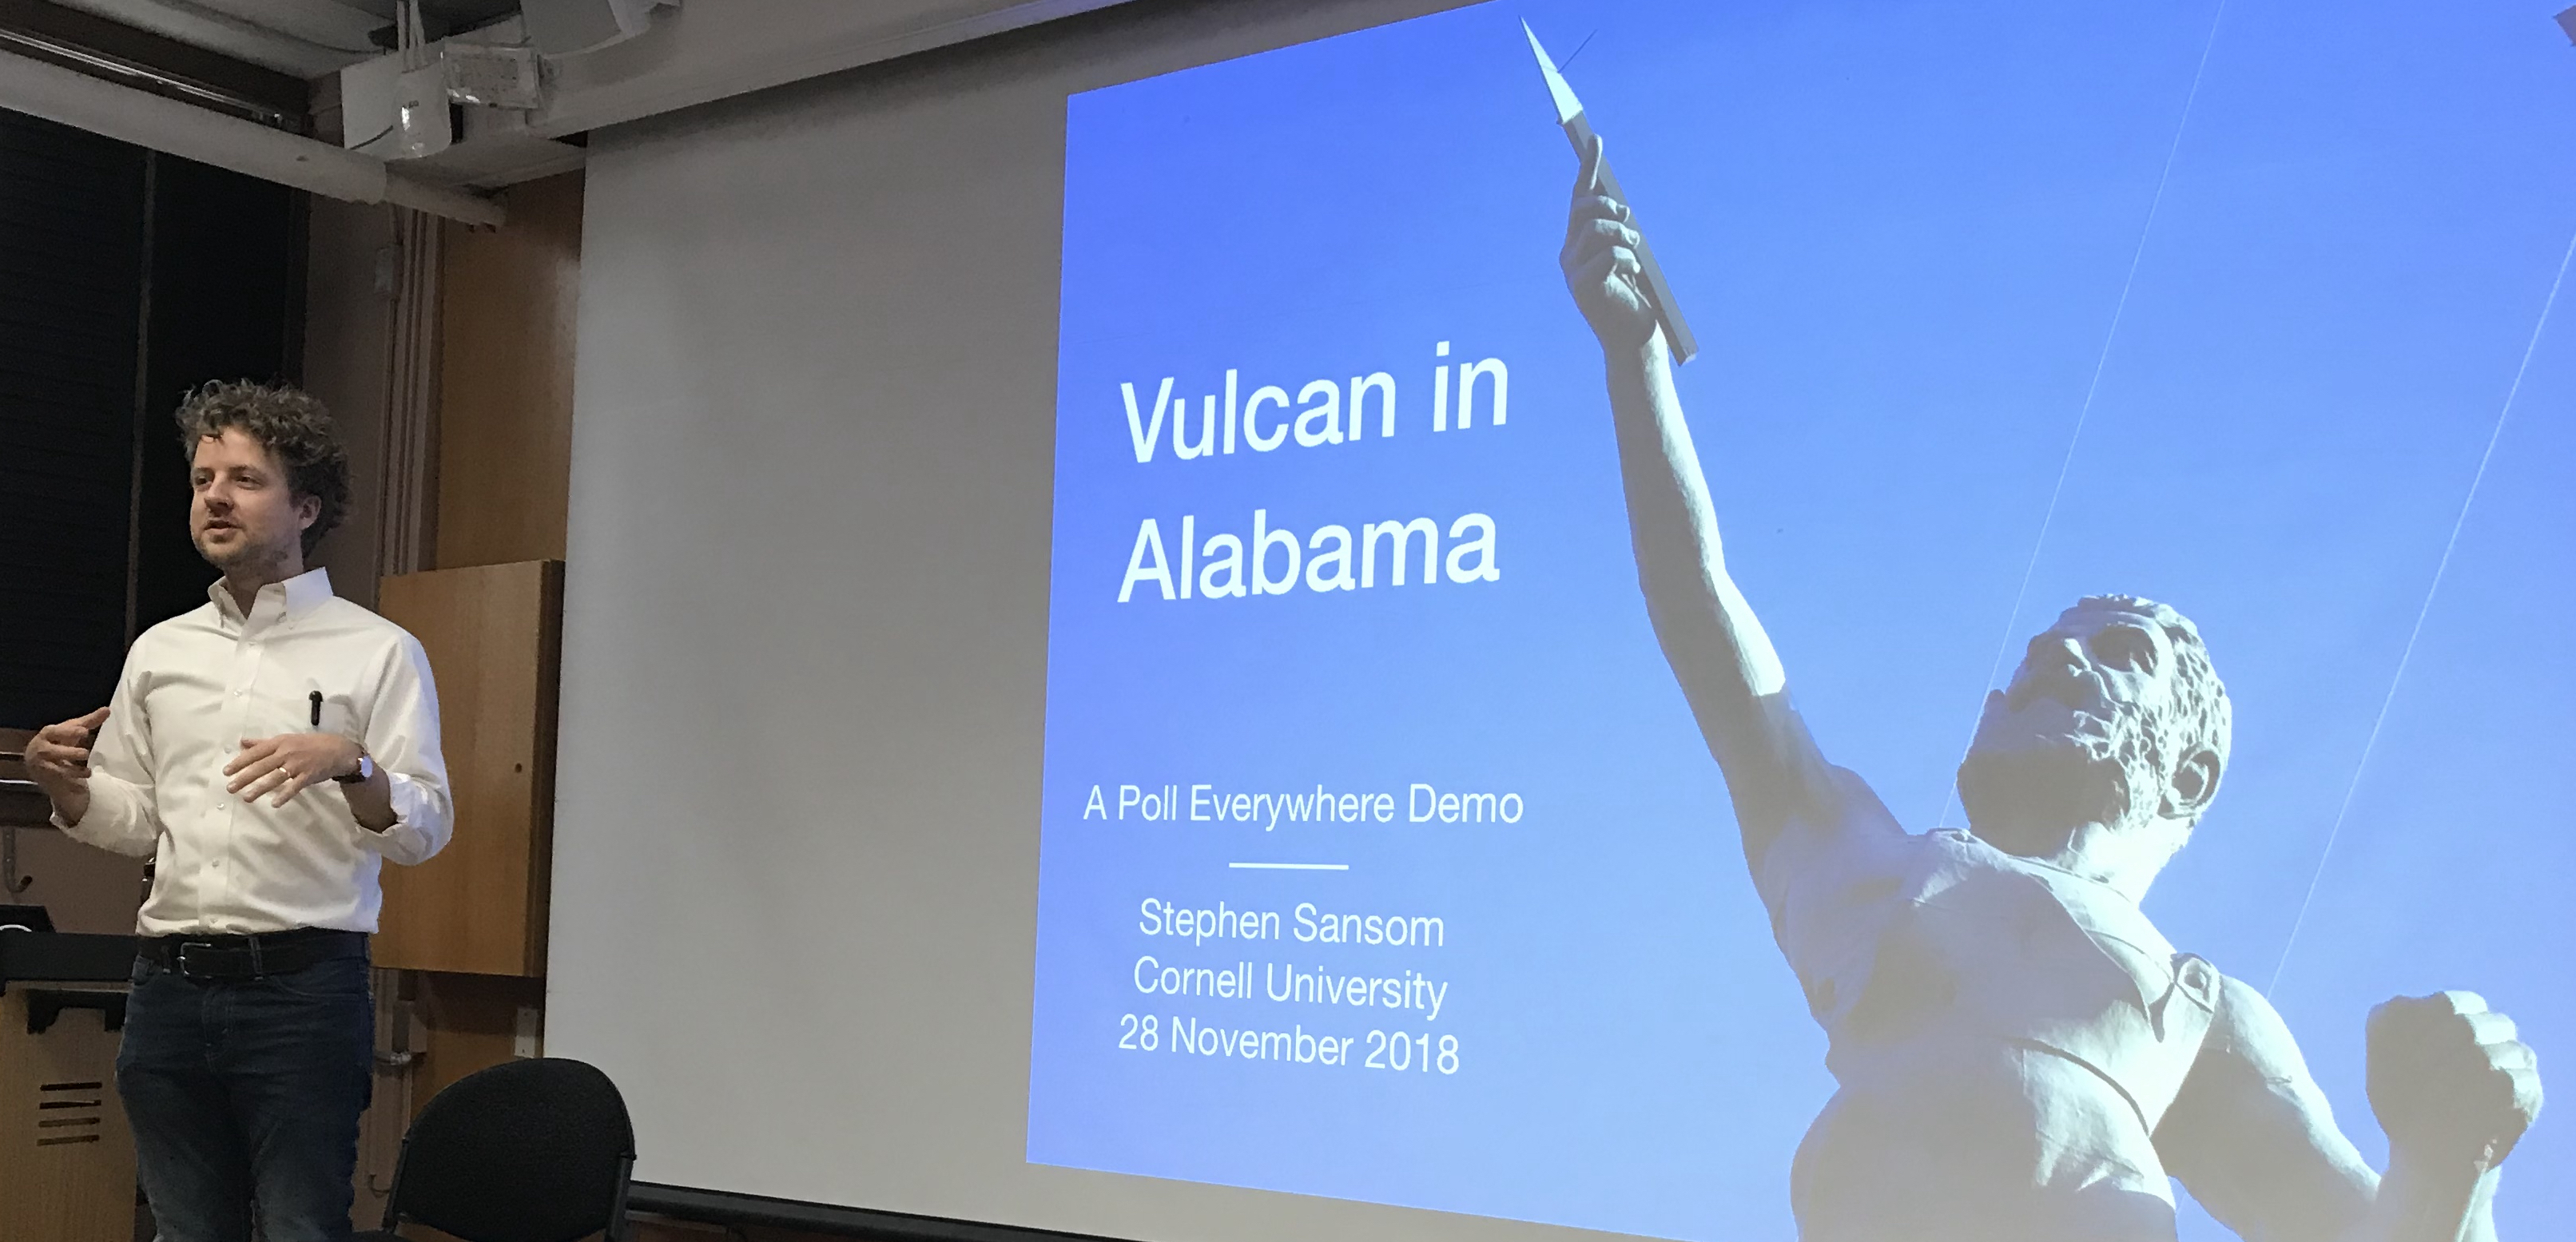 Vulcan in
Alabama
A Poll Everywhere Demo
Stephen Sansom
Cornell University
28 November 2018